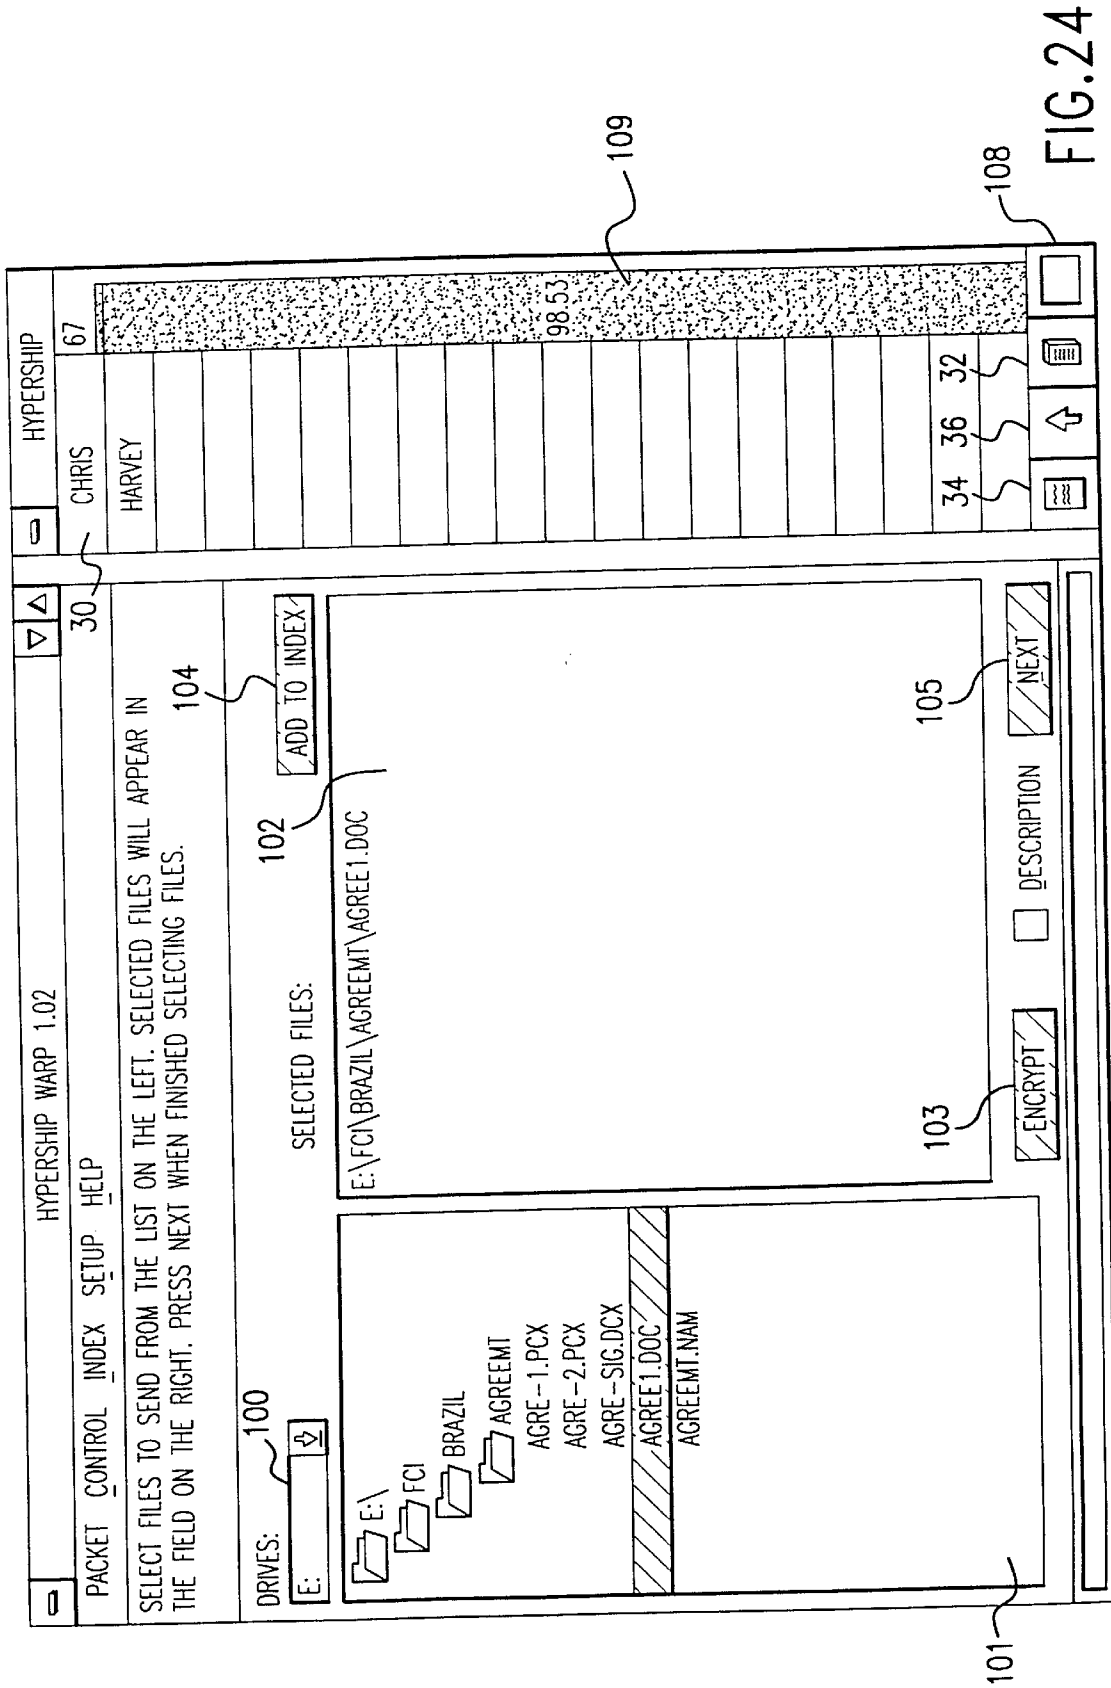 HYPERSHIP WARP 1.02
PACKET CONTROL INDEX SETUP HELP
SELECT FILES TO SEND FROM THE LIST ON THE LEFT. SELECTED FILES WILL APPEAR IN
THE FIELD ON THE RIGHT. PRESS NEXT WHEN FINISHED SELECTING FILES.
DRIVES:
100
E:
SELECTED FILES:
102
104
ADD TO INDEX
E:\
FCI
BRAZIL
AGREEMT
AGRE-1.PCX
AGRE-2.PCX
AGRE-SIG.DCX
AGREE1.DOC
AGREEMT.NAM
101
E:\FCI\BRAZIL\AGREEMT\AGREE1.DOC
103
ENCRYPT
DESCRIPTION
105
NEXT
HYPERSHIP
30
CHRIS
67
HARVEY
98.53
109
34
36
32
108
FIG.24